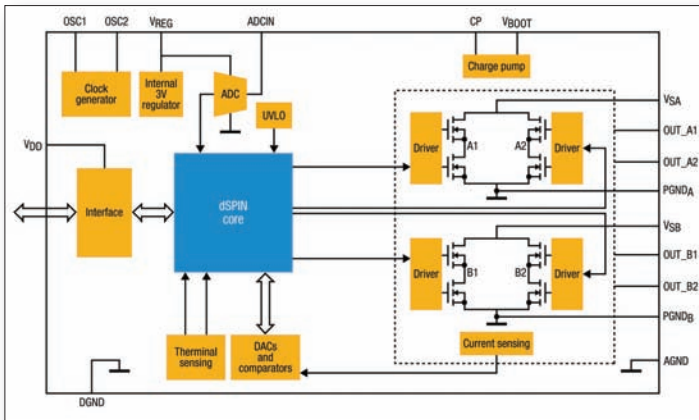 OSC1 OSC2 VREG ADCIN CP VBOOT
Clock
generator
Internal
3V
regulator
ADC
Charge pump
UVLO
VSA
OUT_A1
OUT_A2
PGNDA
VDD
Driver
A1 A2
Driver
Interface
dSPIN
core
VSB
OUT_B1
OUT_B2
PGNDB
Driver
B1 B2
Driver
Therminal
sensing
DACs
and
comparators
Current sensing
AGND
DGND